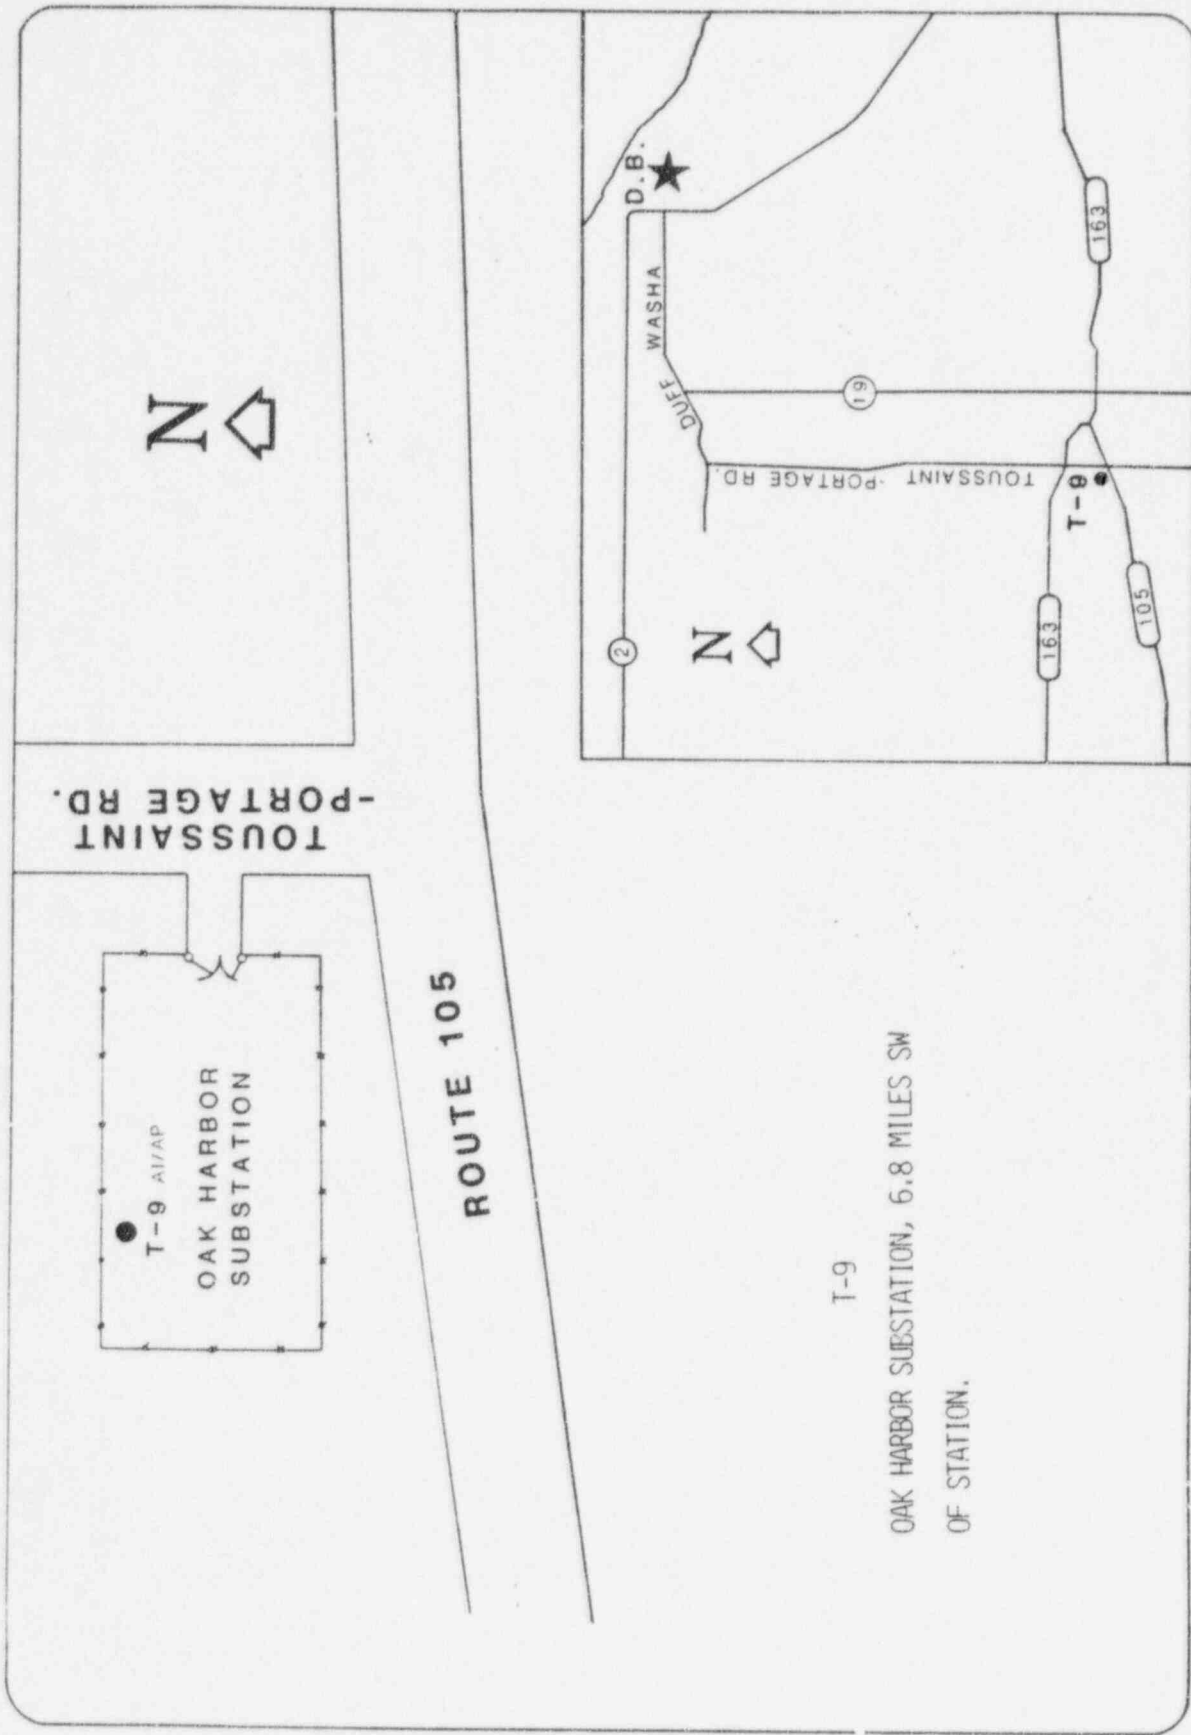 N
TOUSSAINT
-PORTAGE RD.
T-9 AI/AP
OAK HARBOR
SUBSTATION
ROUTE 105
T-9
OAK HARBOR SUBSTATION, 6.8 MILES SW
OF STATION.
D.B.
2
WASHA
DUFF
N
19
TOUSSAINT -PORTAGE RD.
T-9
163
163
105